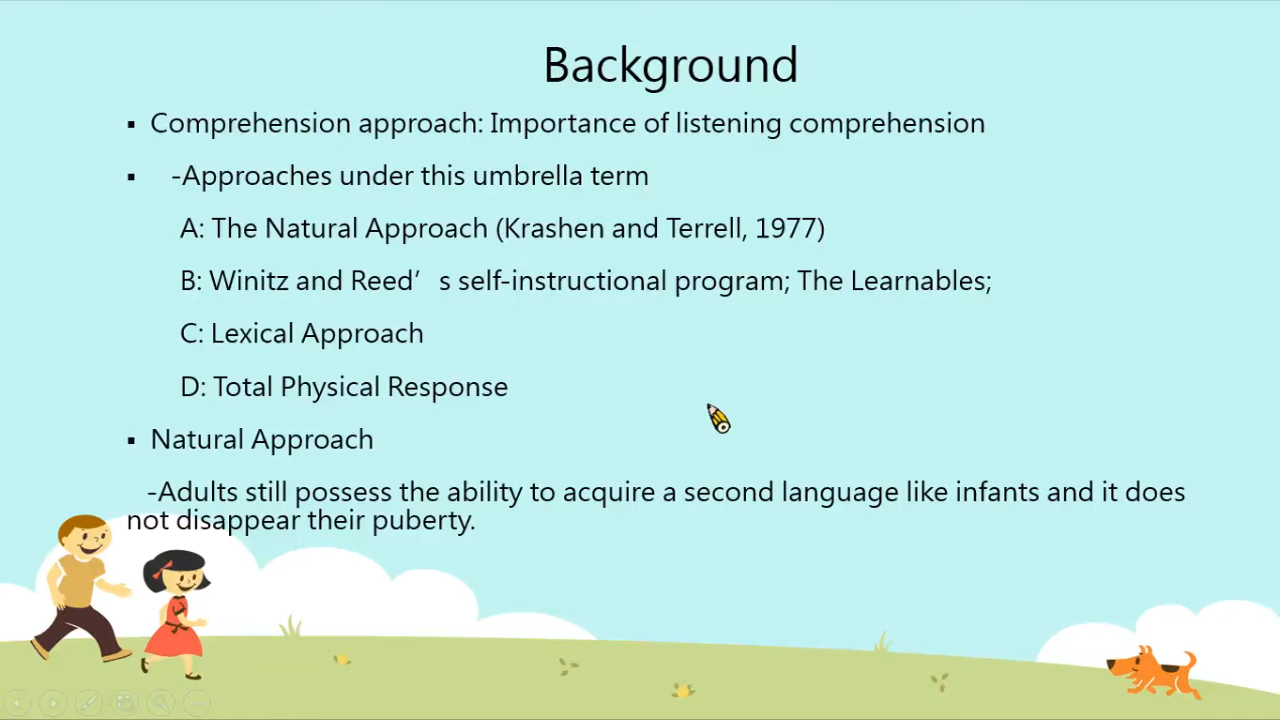 Background
▪ Comprehension approach: Importance of listening comprehension
▪ -Approaches under this umbrella term
A: The Natural Approach (Krashen and Terrell, 1977)
B: Winitz and Reed’s self-instructional program; The Learnables;
C: Lexical Approach
D: Total Physical Response
▪ Natural Approach
-Adults still possess the ability to acquire a second language like infants and it does
not disappear their puberty.